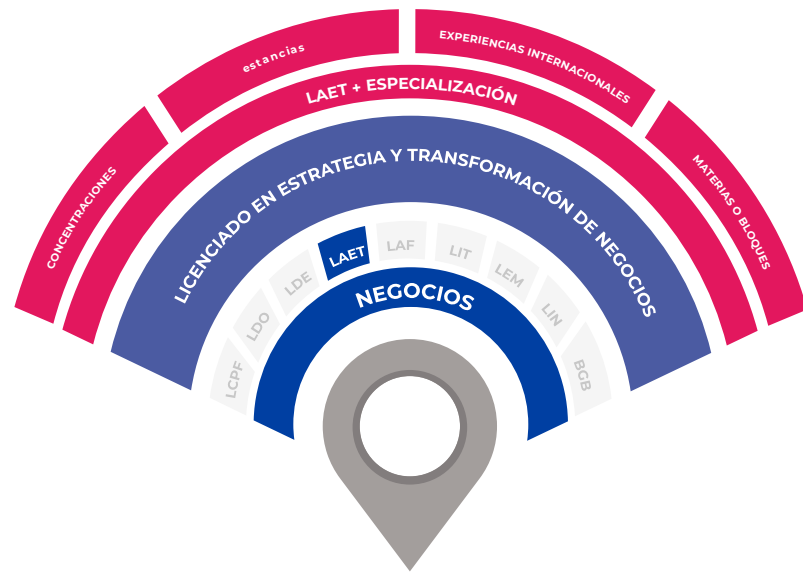 CONCENTRACIONES
estancias
EXPERIENCIAS INTERNACIONALES
MATERIAS O BLOQUES
LAET + ESPECIALIZACIÓN
LICENCIADO EN ESTRATEGIA Y TRANSFORMACIÓN DE NEGOCIOS
LCPF
LDO
LDE
LAET
LAF
LIT
LEM
LIN
BGB
NEGOCIOS